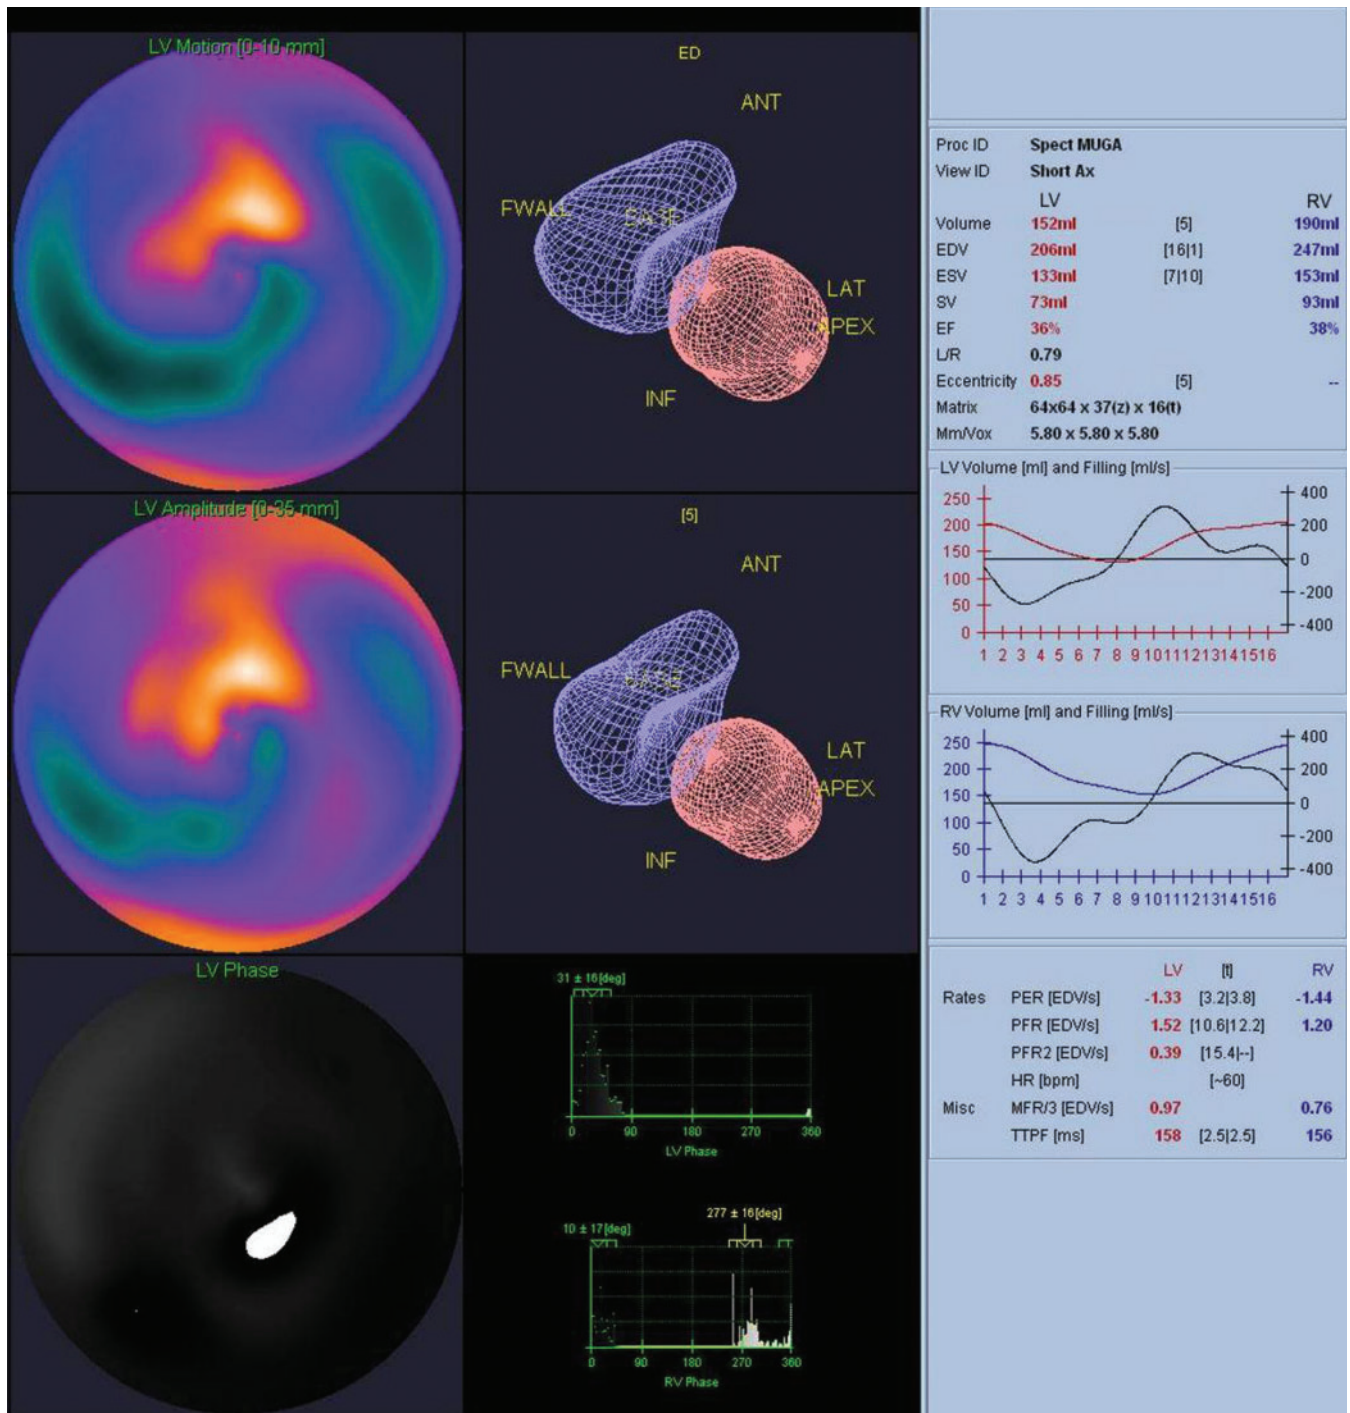 LV Motion [0-10 mm]
ED
ANT
FWALL
BASE
LAT
APEX
INF
LV Amplitude [0-35 mm]
[5]
ANT
FWALL
BASE
LAT
APEX
INF
LV Phase
31 ± 16[deg]
0 90 180 270 360
LV Phase
277 ± 16[deg]
10 ± 17[deg]
0 90 180 270 360
RV Phase
Proc ID Spect MUGA
View ID Short Ax
LV RV
Volume 152ml [5] 190ml
EDV 206ml [16|1] 247ml
ESV 133ml [7|10] 153ml
SV 73ml 93ml
EF 36% 38%
L/R 0.79
Eccentricity 0.85 [5] --
Matrix 64x64 x 37(z) x 16(t)
Mm/Vox 5.80 x 5.80 x 5.80
LV Volume [ml] and Filling [ml/s]
250 400
200 200
150 0
100 -200
50 -400
0
1 2 3 4 5 6 7 8 9 10 11 12 13 14 15 16
RV Volume [ml] and Filling [ml/s]
250 400
200 200
150 0
100 -200
50 -400
0
1 2 3 4 5 6 7 8 9 10 11 12 13 14 15 16
LV [t] RV
Rates PER [EDV/s] -1.33 [3.2|3.8] -1.44
PFR [EDV/s] 1.52 [10.6|12.2] 1.20
PFR2 [EDV/s] 0.39 [15.4|--]
HR [bpm] [~60]
Misc MFR/3 [EDV/s] 0.97 0.76
TTPF [ms] 158 [2.5|2.5] 156